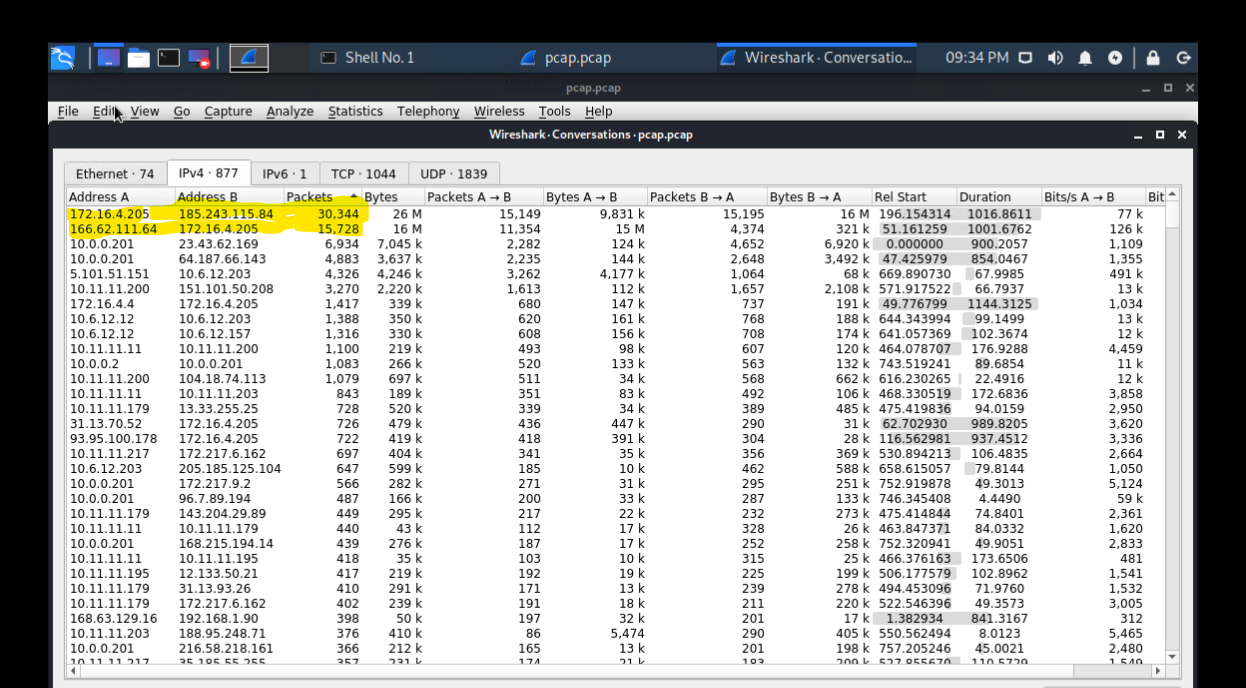 Shell No. 1 pcap.pcap Wireshark · Conversatio... 09:34 PM
pcap.pcap
File Edit View Go Capture Analyze Statistics Telephony Wireless Tools Help
Wireshark · Conversations · pcap.pcap
Ethernet · 74 IPv4 · 877 IPv6 · 1 TCP · 1044 UDP · 1839
Address A Address B Packets Bytes Packets A → B Bytes A → B Packets B → A Bytes B → A Rel Start Duration Bits/s A → B Bit
172.16.4.205 185.243.115.84 30,344 26 M 15,149 9,831 k 15,195 16 M 196.154314 1016.8611 77 k
166.62.111.64 172.16.4.205 15,728 16 M 11,354 15 M 4,374 321 k 51.161259 1001.6762 126 k
10.0.0.201 23.43.62.169 6,934 7,045 k 2,282 124 k 4,652 6,920 k 0.000000 900.2057 1,109
10.0.0.201 64.187.66.143 4,883 3,637 k 2,235 144 k 2,648 3,492 k 47.425979 854.0467 1,355
5.101.51.151 10.6.12.203 4,326 4,246 k 3,262 4,177 k 1,064 68 k 669.890730 67.9985 491 k
10.11.11.200 151.101.50.208 3,270 2,220 k 1,613 112 k 1,657 2,108 k 571.917522 66.7937 13 k
172.16.4.4 172.16.4.205 1,417 339 k 680 147 k 737 191 k 49.776799 1144.3125 1,034
10.6.12.12 10.6.12.203 1,388 350 k 620 161 k 768 188 k 644.343994 99.1499 13 k
10.6.12.12 10.6.12.157 1,316 330 k 608 156 k 708 174 k 641.057369 102.3674 12 k
10.11.11.11 10.11.11.200 1,100 219 k 493 98 k 607 120 k 464.078707 176.9288 4,459
10.0.0.2 10.0.0.201 1,083 266 k 520 133 k 563 132 k 743.519241 89.6854 11 k
10.11.11.200 104.18.74.113 1,079 697 k 511 34 k 568 662 k 616.230265 22.4916 12 k
10.11.11.11 10.11.11.203 843 189 k 351 83 k 492 106 k 468.330519 172.6836 3,858
10.11.11.179 13.33.255.25 728 520 k 339 34 k 389 485 k 475.419836 94.0159 2,950
31.13.70.52 172.16.4.205 726 479 k 436 447 k 290 31 k 62.702930 989.8205 3,620
93.95.100.178 172.16.4.205 722 419 k 418 391 k 304 28 k 116.562981 937.4512 3,336
10.11.11.217 172.217.6.162 697 404 k 341 35 k 356 369 k 530.894213 106.4835 2,664
10.6.12.203 205.185.125.104 647 599 k 185 10 k 462 588 k 658.615057 79.8144 1,050
10.0.0.201 172.217.9.2 566 282 k 271 31 k 295 251 k 752.919878 49.3013 5,124
10.0.0.201 96.7.89.194 487 166 k 200 33 k 287 133 k 746.345408 4.4490 59 k
10.11.11.179 143.204.29.89 449 295 k 217 22 k 232 273 k 475.414844 74.8401 2,361
10.11.11.11 10.11.11.179 440 43 k 112 17 k 328 26 k 463.847371 84.0332 1,620
10.0.0.201 168.215.194.14 439 276 k 187 17 k 252 258 k 752.320941 49.9051 2,833
10.11.11.11 10.11.11.195 418 35 k 103 10 k 315 25 k 466.376163 173.6506 481
10.11.11.195 12.133.50.21 417 219 k 192 19 k 225 199 k 506.177579 102.8962 1,541
10.11.11.179 31.13.93.26 410 291 k 171 13 k 239 278 k 494.453096 71.9760 1,532
10.11.11.179 172.217.6.162 402 239 k 191 18 k 211 220 k 522.546396 49.3573 3,005
168.63.129.16 192.168.1.90 398 50 k 197 32 k 201 17 k 1.382934 841.3167 312
10.11.11.203 188.95.248.71 376 410 k 86 5,474 290 405 k 550.562494 8.0123 5,465
10.0.0.201 216.58.218.161 366 212 k 165 13 k 201 198 k 757.205246 45.0021 2,480
10.11.11.217 35.185.55.255 357 231 k 174 21 k 183 209 k 527.855670 110.5729 1,549